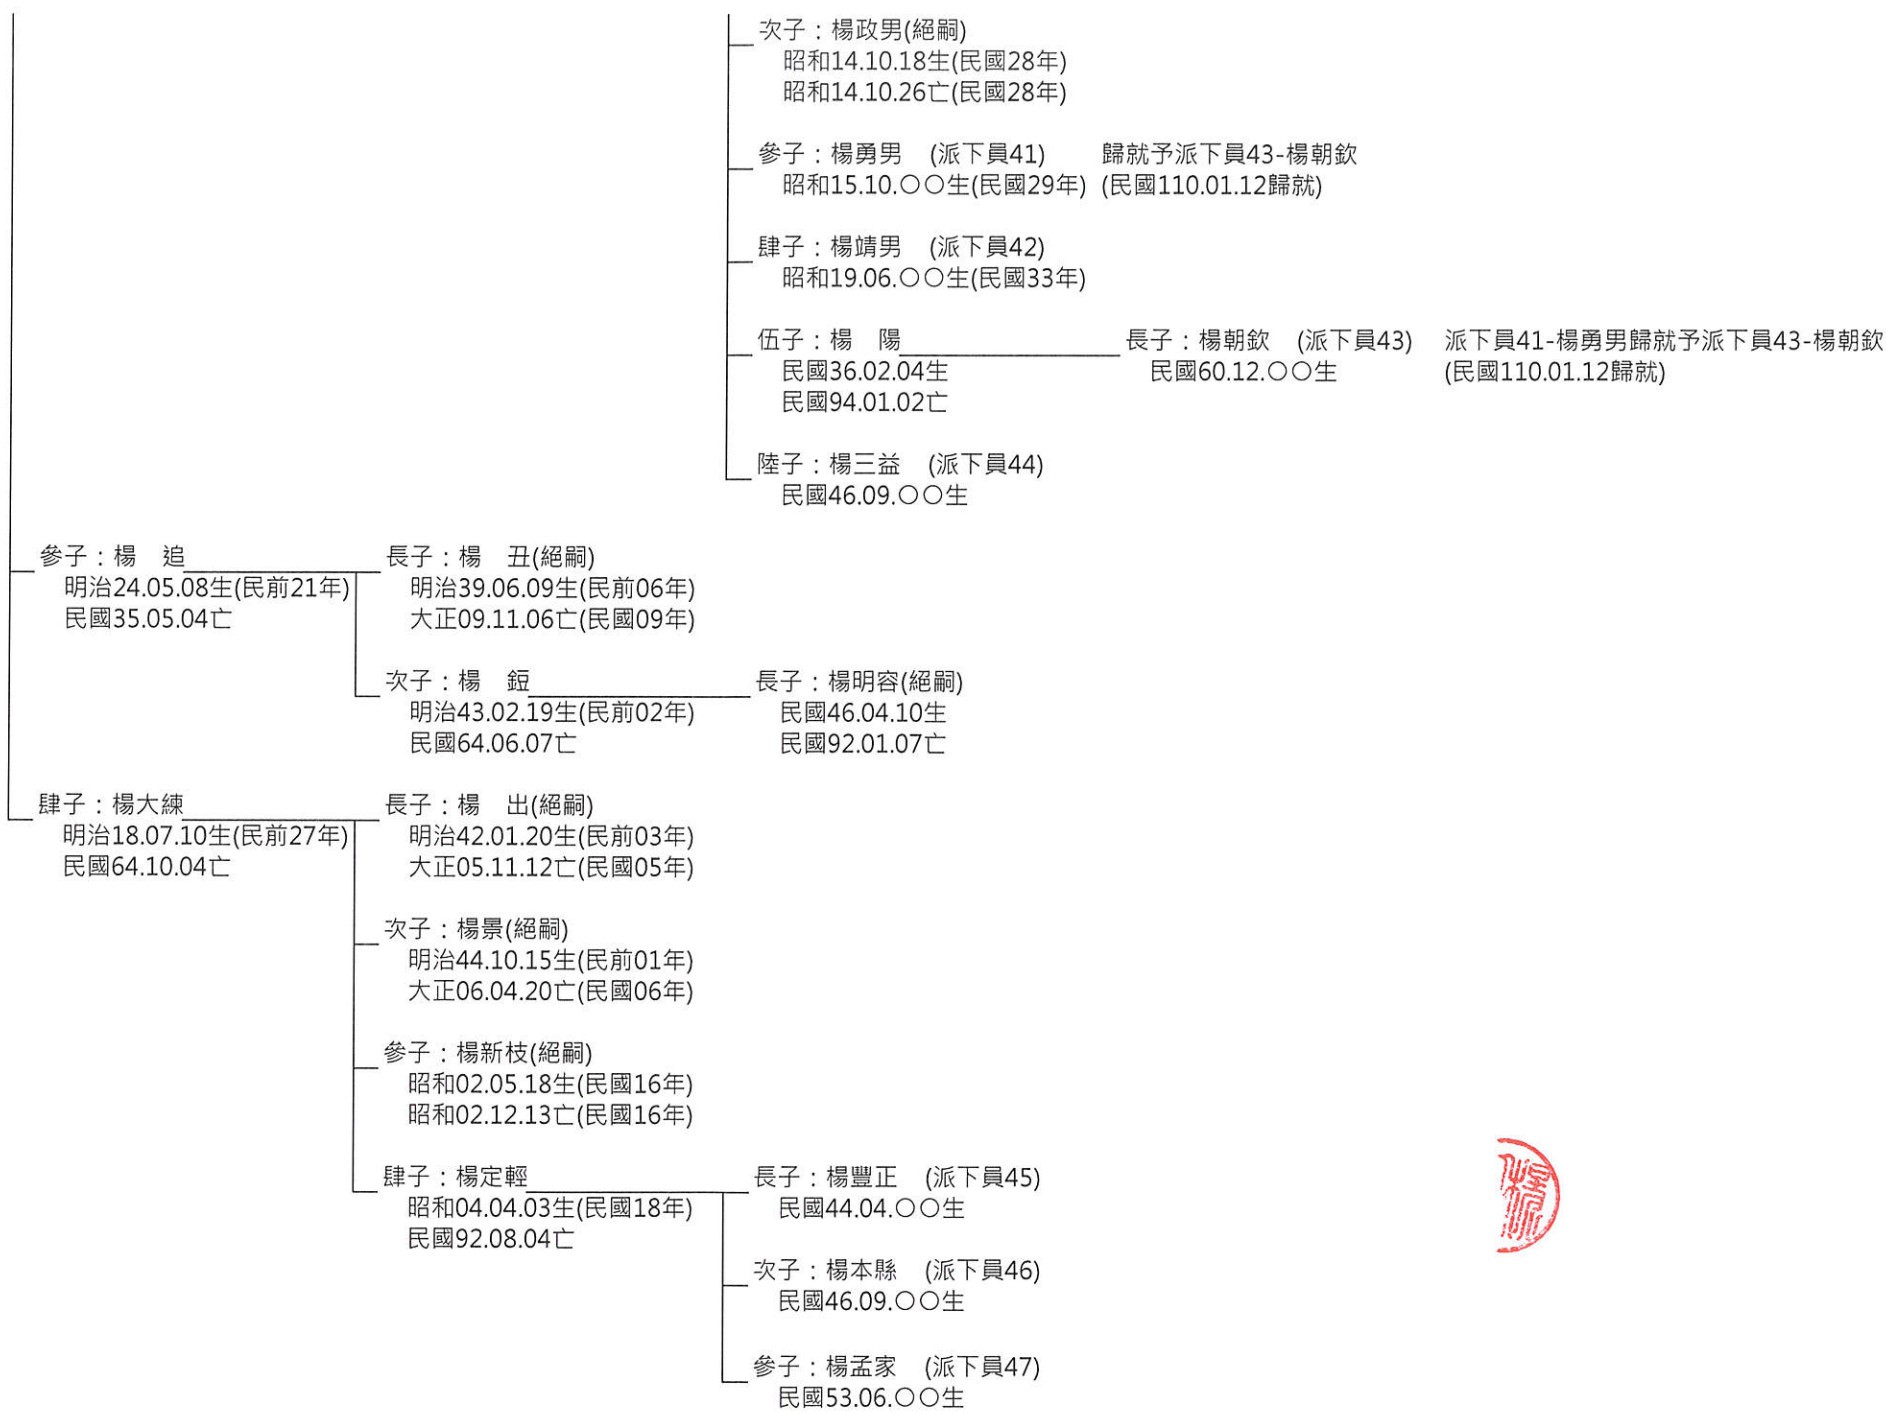 次子：楊政男(絕嗣)
昭和14.10.18生(民國28年)
昭和14.10.26亡(民國28年)
參子：楊勇男　(派下員41)　　歸就予派下員43-楊朝欽
昭和15.10.〇〇生(民國29年)　(民國110.01.12歸就)
肆子：楊靖男　(派下員42)
昭和19.06.〇〇生(民國33年)
伍子：楊　陽　長子：楊朝欽　(派下員43)　派下員41-楊勇男歸就予派下員43-楊朝欽
民國36.02.04生　民國60.12.〇〇生　(民國110.01.12歸就)
民國94.01.02亡
陸子：楊三益　(派下員44)
民國46.09.〇〇生
參子：楊　追　長子：楊　丑(絕嗣)
明治24.05.08生(民前21年)　明治39.06.09生(民前06年)
民國35.05.04亡　大正09.11.06亡(民國09年)
次子：楊　鋀　長子：楊明容(絕嗣)
明治43.02.19生(民前02年)　民國46.04.10生
民國64.06.07亡　民國92.01.07亡
肆子：楊大練　長子：楊　出(絕嗣)
明治18.07.10生(民前27年)　明治42.01.20生(民前03年)
民國64.10.04亡　大正05.11.12亡(民國05年)
次子：楊景(絕嗣)
明治44.10.15生(民前01年)
大正06.04.20亡(民國06年)
參子：楊新枝(絕嗣)
昭和02.05.18生(民國16年)
昭和02.12.13亡(民國16年)
肆子：楊定輕　長子：楊豐正　(派下員45)
昭和04.04.03生(民國18年)　民國44.04.〇〇生
民國92.08.04亡
次子：楊本縣　(派下員46)
民國46.09.〇〇生
參子：楊孟家　(派下員47)
民國53.06.〇〇生